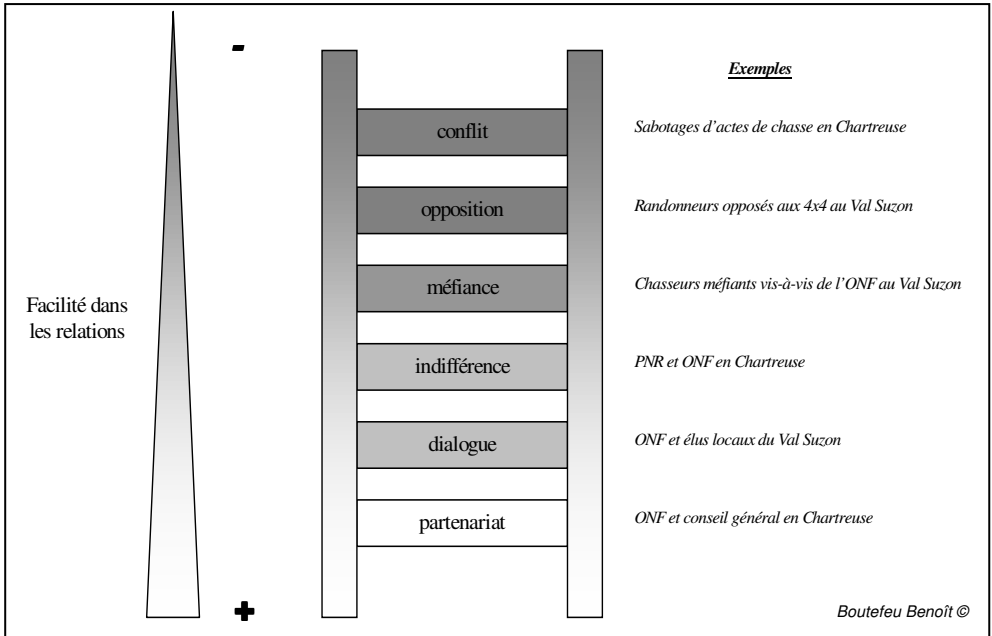 -
Exemples
conflit
Sabotages d'actes de chasse en Chartreuse
opposition
Randonneurs opposés aux 4x4 au Val Suzon
méfiance
Chasseurs méfiants vis-à-vis de l'ONF au Val Suzon
Facilité dans
les relations
indifférence
PNR et ONF en Chartreuse
dialogue
ONF et élus locaux du Val Suzon
partenariat
ONF et conseil général en Chartreuse
+
Boutefeu Benoît ©